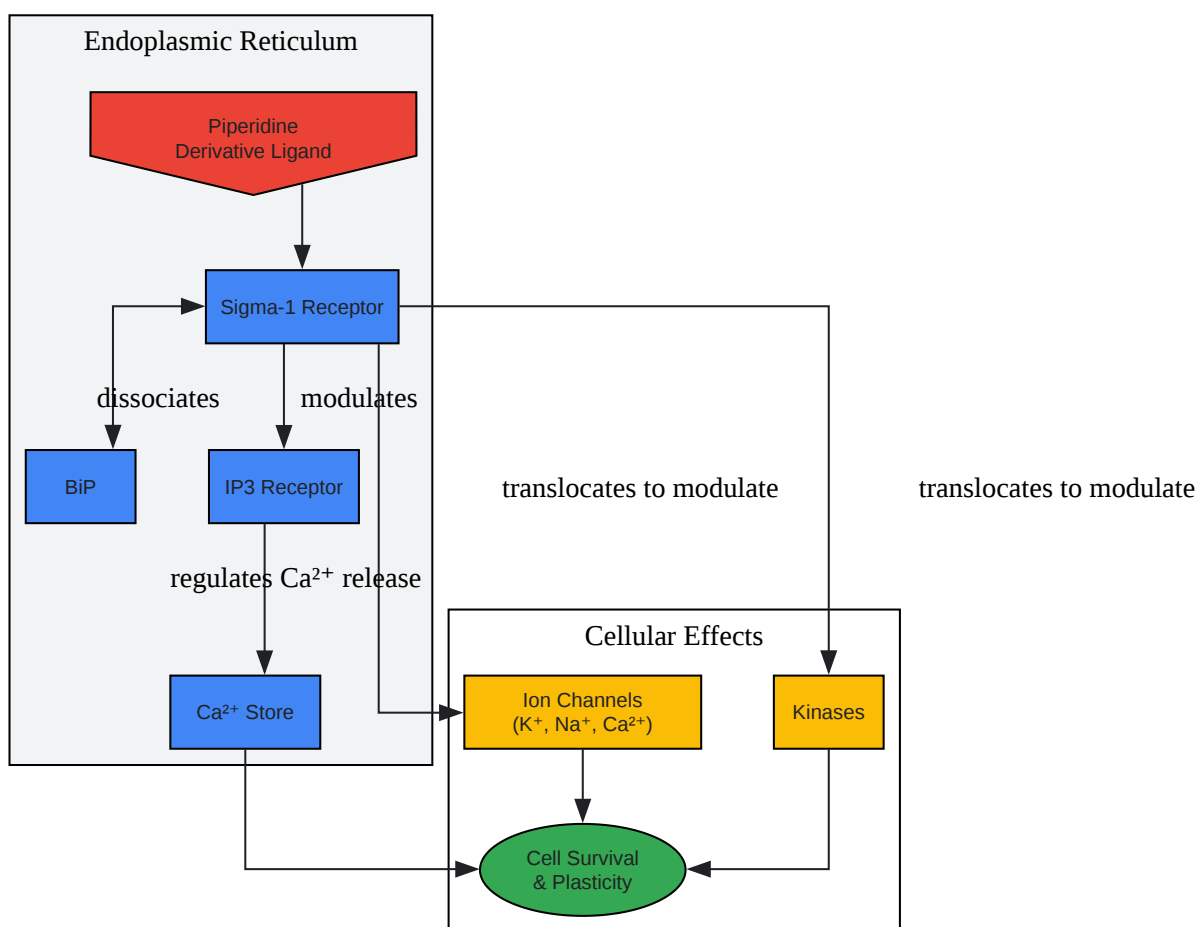 Endoplasmic Reticulum
Piperidine
Derivative Ligand
Sigma-1 Receptor
dissociates
modulates
BiP
IP3 Receptor
translocates to modulate
translocates to modulate
regulates Ca²⁺ release
Cellular Effects
Ca²⁺ Store
Ion Channels
(K⁺, Na⁺, Ca²⁺)
Kinases
Cell Survival
& Plasticity